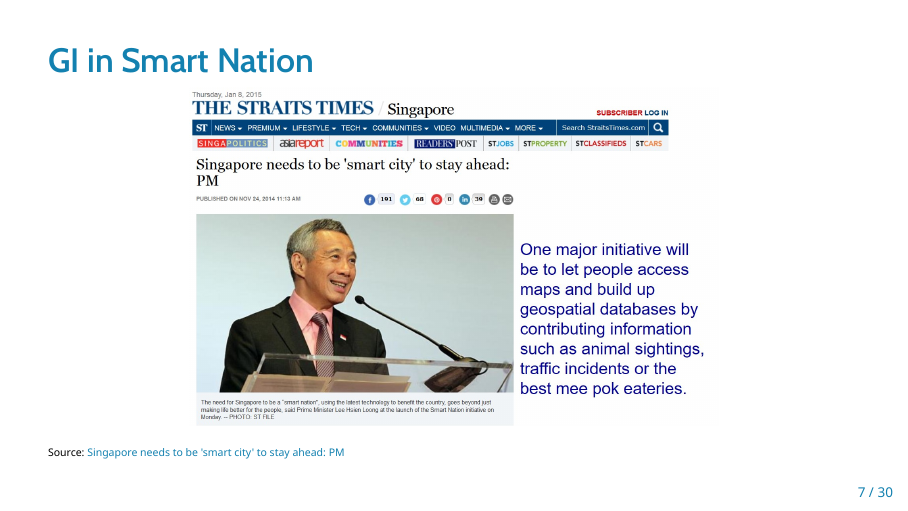 GI in Smart Nation
Thursday, Jan 8, 2015
THE STRAITS TIMES / Singapore
SUBSCRIBER LOG IN
ST NEWS PREMIUM LIFESTYLE TECH COMMUNITIES VIDEO MULTIMEDIA MORE Search StraitsTimes.com
SINGAPOLITICS asiareport COMMUNITIES READERS' POST STJOBS STPROPERTY STCLASSIFIEDS STCARS
Singapore needs to be 'smart city' to stay ahead:
PM
PUBLISHED ON NOV 24, 2014 11:13 AM
191 68 0 39
One major initiative will
be to let people access
maps and build up
geospatial databases by
contributing information
such as animal sightings,
traffic incidents or the
best mee pok eateries.
The need for Singapore to be a "smart nation", using the latest technology to benefit the country, goes beyond just
making life better for the people, said Prime Minister Lee Hsien Loong at the launch of the Smart Nation initiative on
Monday. -- PHOTO: ST FILE
Source: Singapore needs to be 'smart city' to stay ahead: PM
7 / 30